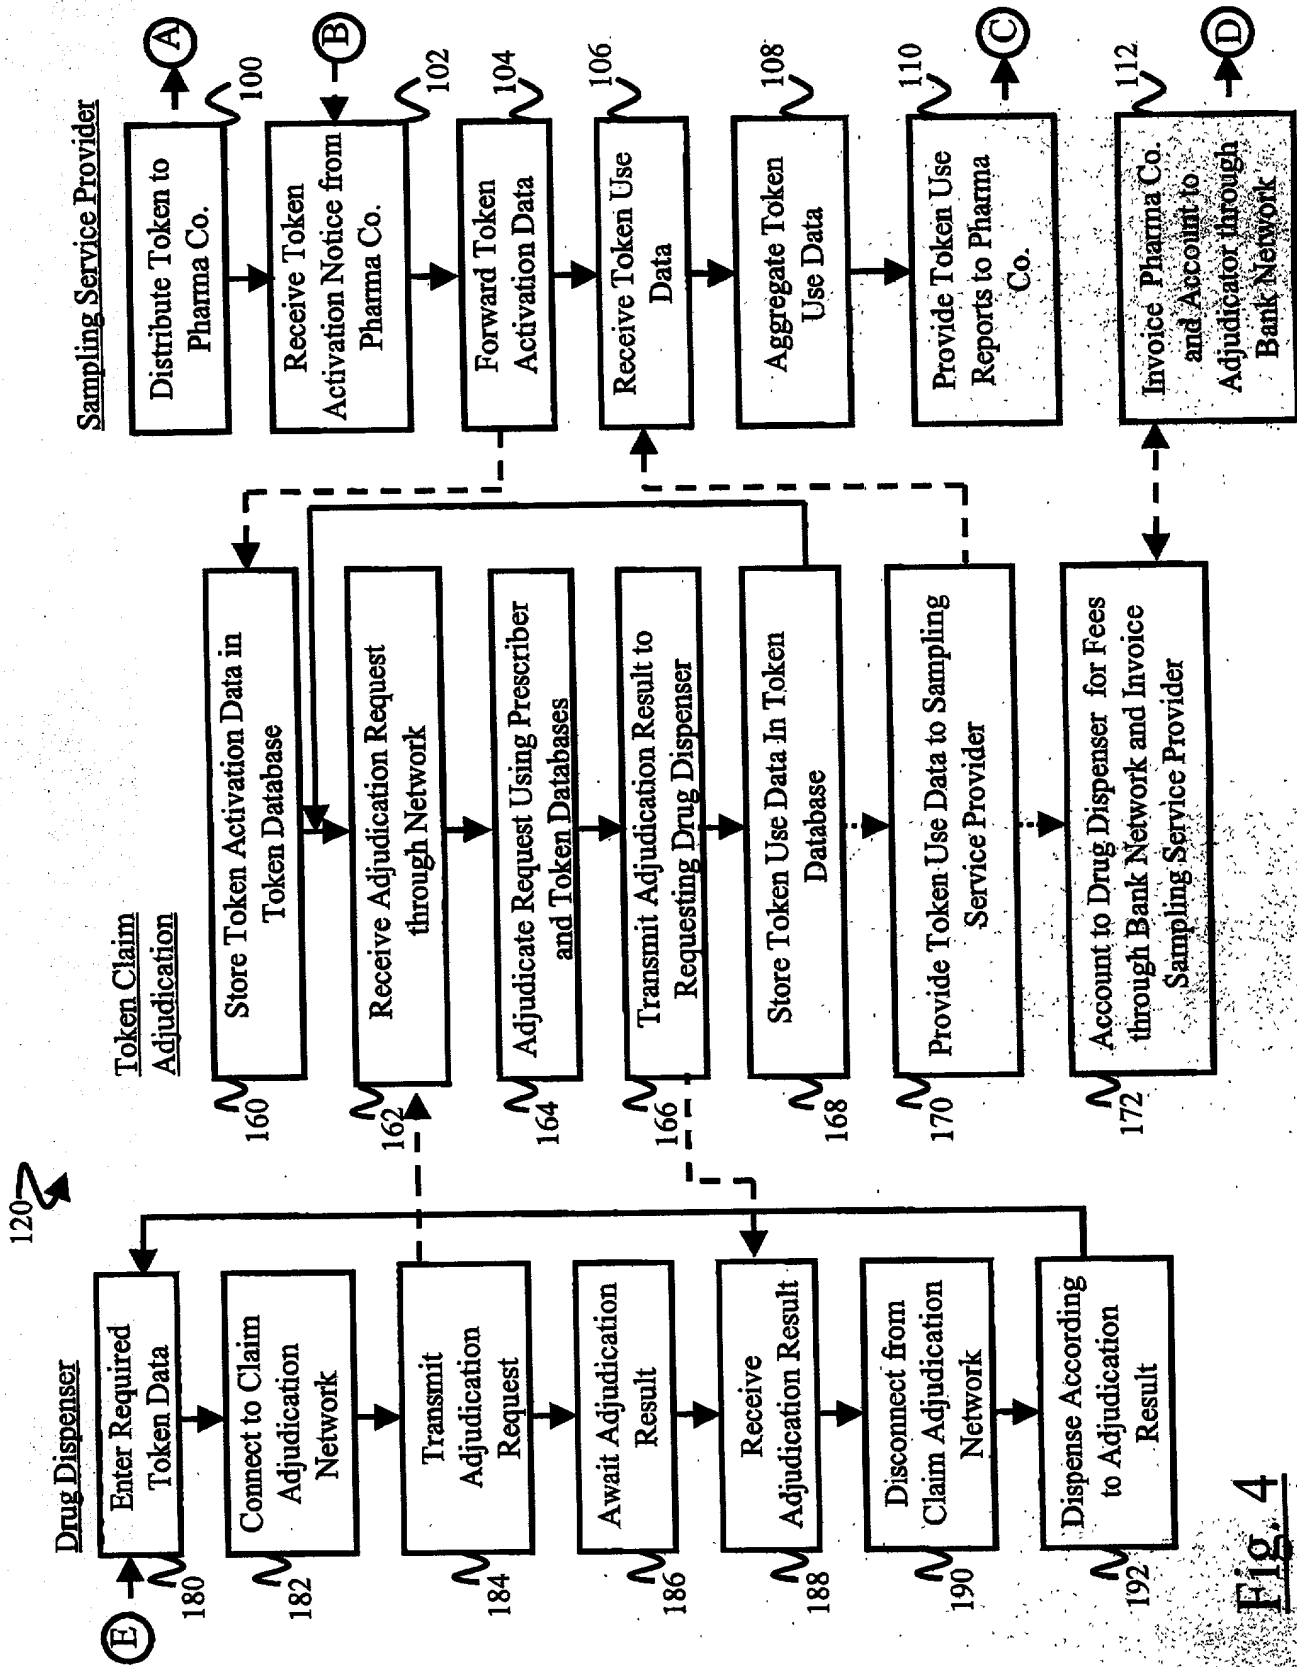 120
Drug Dispenser
E
Enter Required
Token Data
180
Connect to Claim
Adjudication
Network
182
Transmit
Adjudication
Request
184
Await Adjudication
Result
186
Receive
Adjudication Result
188
Disconnect from
Claim Adjudication
Network
190
Dispense According
to Adjudication
Result
192
Token Claim
Adjudication
Store Token Activation Data in
Token Database
160
Receive Adjudication Request
through Network
162
Adjudicate Request Using Prescriber
and Token Databases
164
Transmit Adjudication Result to
Requesting Drug Dispenser
166
Store Token Use Data In Token
Database
168
Provide Token Use Data to Sampling
Service Provider
170
Account to Drug Dispenser for Fees
through Bank Network and Invoice
Sampling Service Provider
172
Sampling Service Provider
Distribute Token to
Pharma Co.
A
100
Receive Token
Activation Notice from
Pharma Co.
B
102
Forward Token
Activation Data
104
Receive Token Use
Data
106
Aggregate Token
Use Data
108
Provide Token Use
Reports to Pharma
Co.
110
C
Invoice Pharma Co.
and Account to
Adjudicator through
Bank Network
112
D
Fig. 4